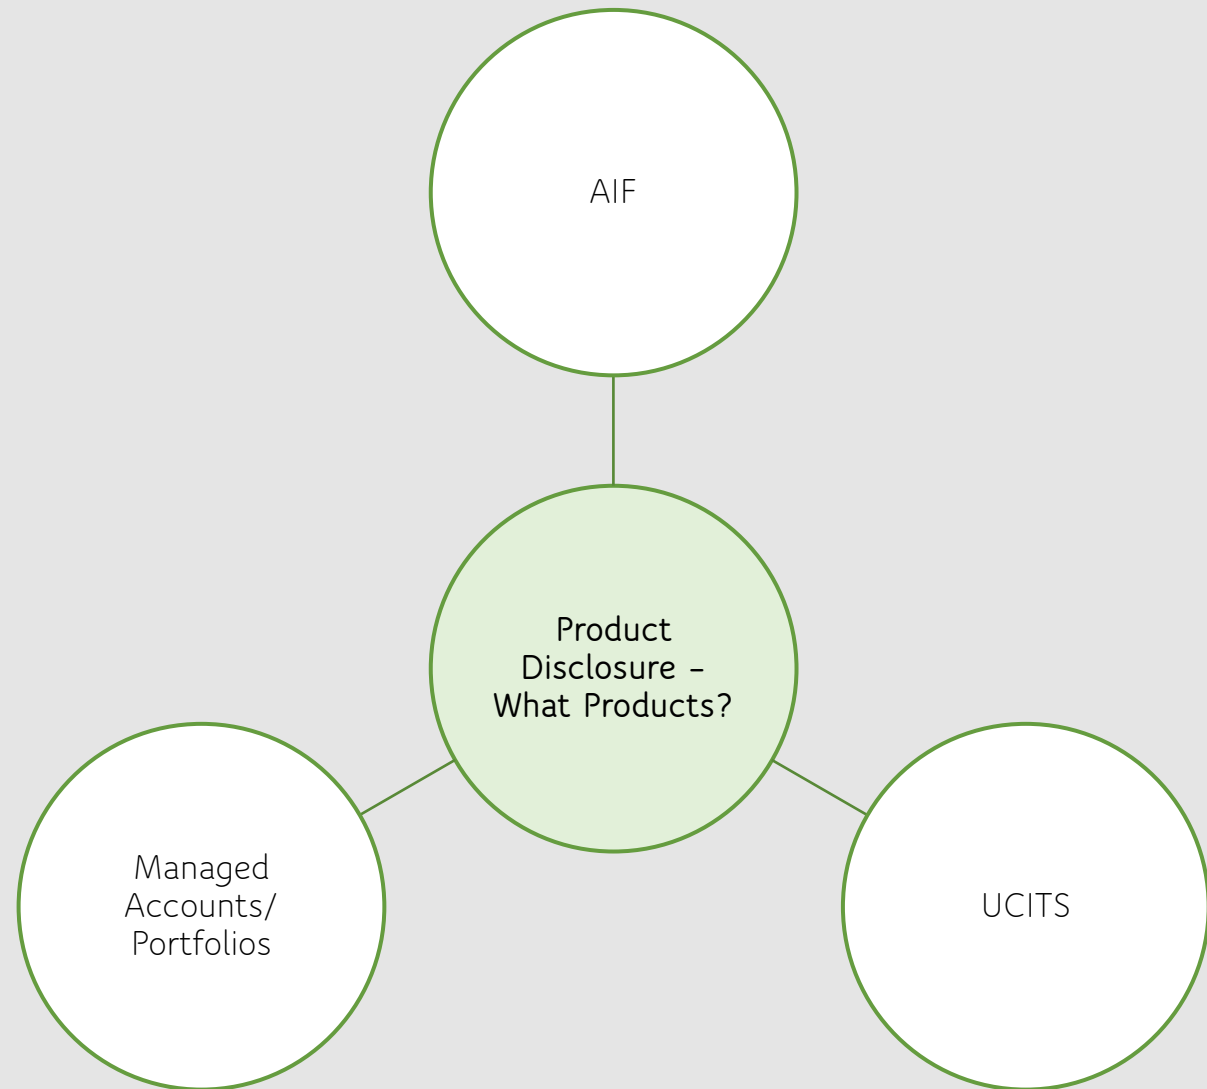 AIF
Product
Disclosure –
What Products?
Managed
Accounts/
Portfolios
UCITS